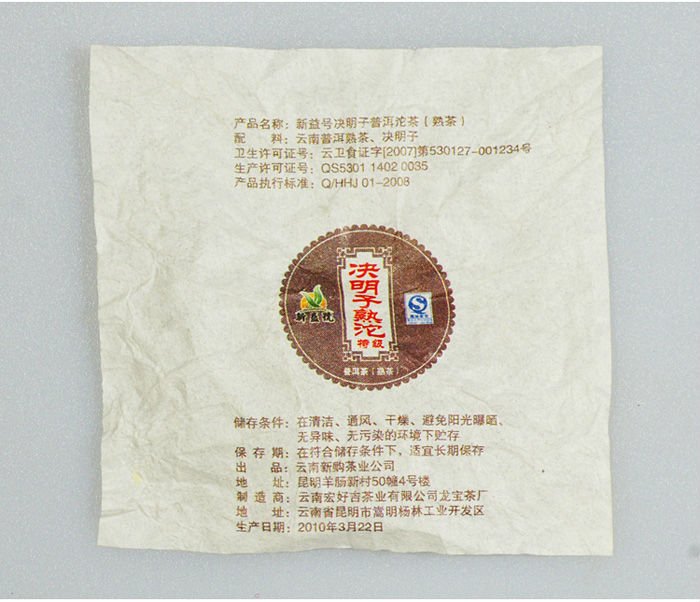 产品名称：新益号决明子普洱沱茶（熟茶）
配　　料：云南普洱熟茶、决明子
卫生许可证号：云卫食证字[2007]第530127-001234号
生产许可证号：QS5301 1402 0035
产品执行标准：Q/HHJ 01-2008
决明子熟沱
特级
新益號
普洱茶（熟茶）
储存条件：在清洁、通风、干燥、避免阳光曝晒、
无异味、无污染的环境下贮存
保 存 期：在符合储存条件下，适宜长期保存
出　　品：云南新购茶业公司
地　　址：昆明羊肠新村50幢4号楼
制 造 商：云南宏好吉茶业有限公司龙宝茶厂
地　　址：云南省昆明市嵩明杨林工业开发区
生产日期：2010年3月22日